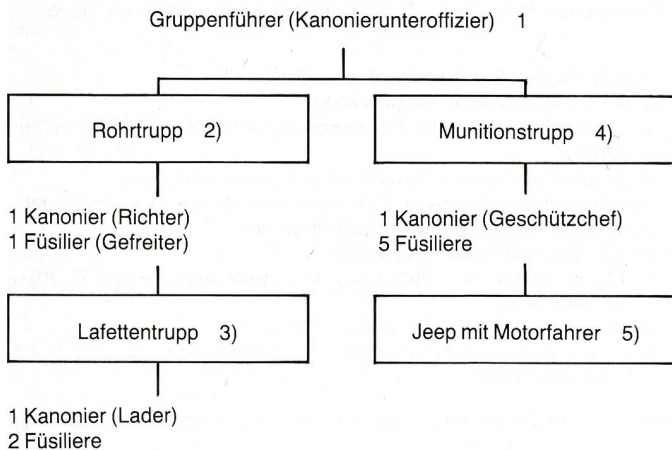 Gruppenführer (Kanonierunteroffizier) 1
Rohrtrupp 2)
Munitionstrupp 4)
1 Kanonier (Richter)
1 Füsilier (Gefreiter)
1 Kanonier (Geschützchef)
5 Füsiliere
Lafettentrupp 3)
Jeep mit Motorfahrer 5)
1 Kanonier (Lader)
2 Füsiliere